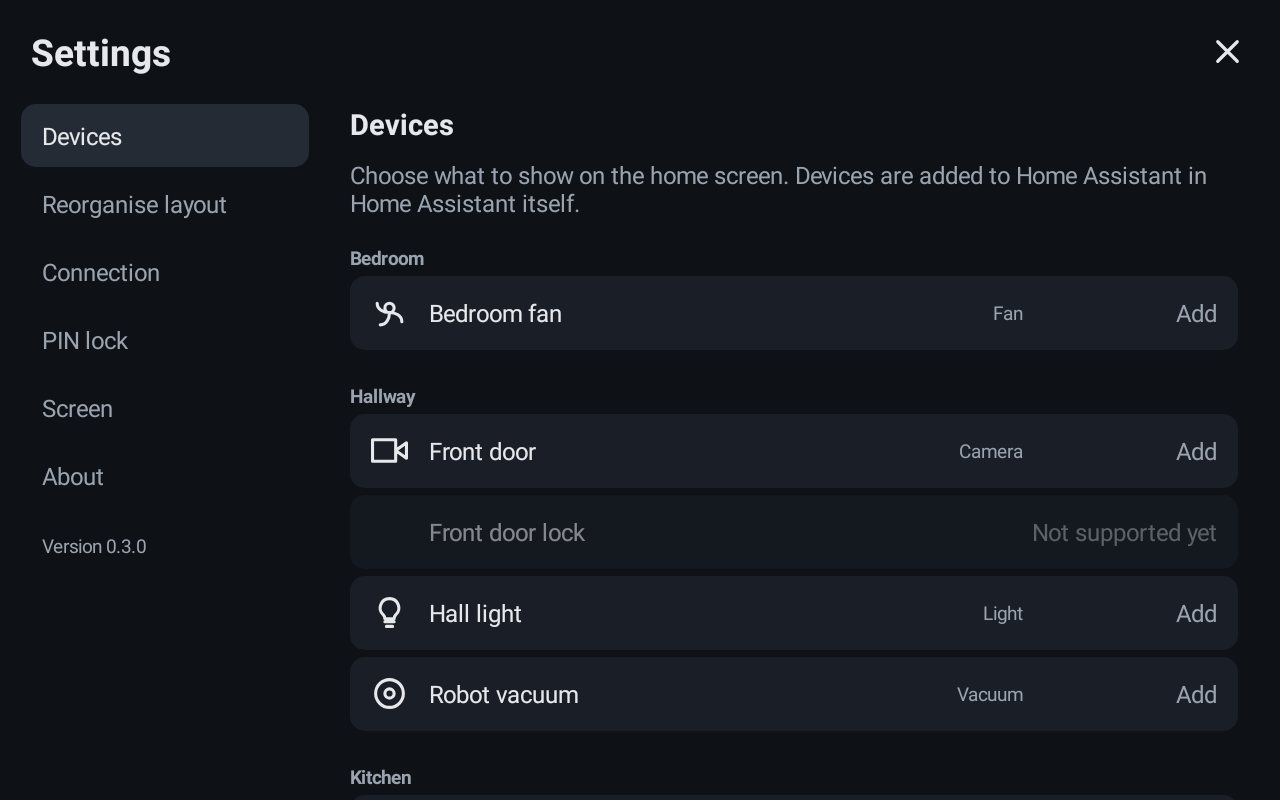 Settings
Devices
Reorganise layout
Connection
PIN lock
Screen
About
Version 0.3.0
Devices
Choose what to show on the home screen. Devices are added to Home Assistant in
Home Assistant itself.
Bedroom
Bedroom fan Fan Add
Hallway
Front door Camera Add
Front door lock Not supported yet
Hall light Light Add
Robot vacuum Vacuum Add
Kitchen